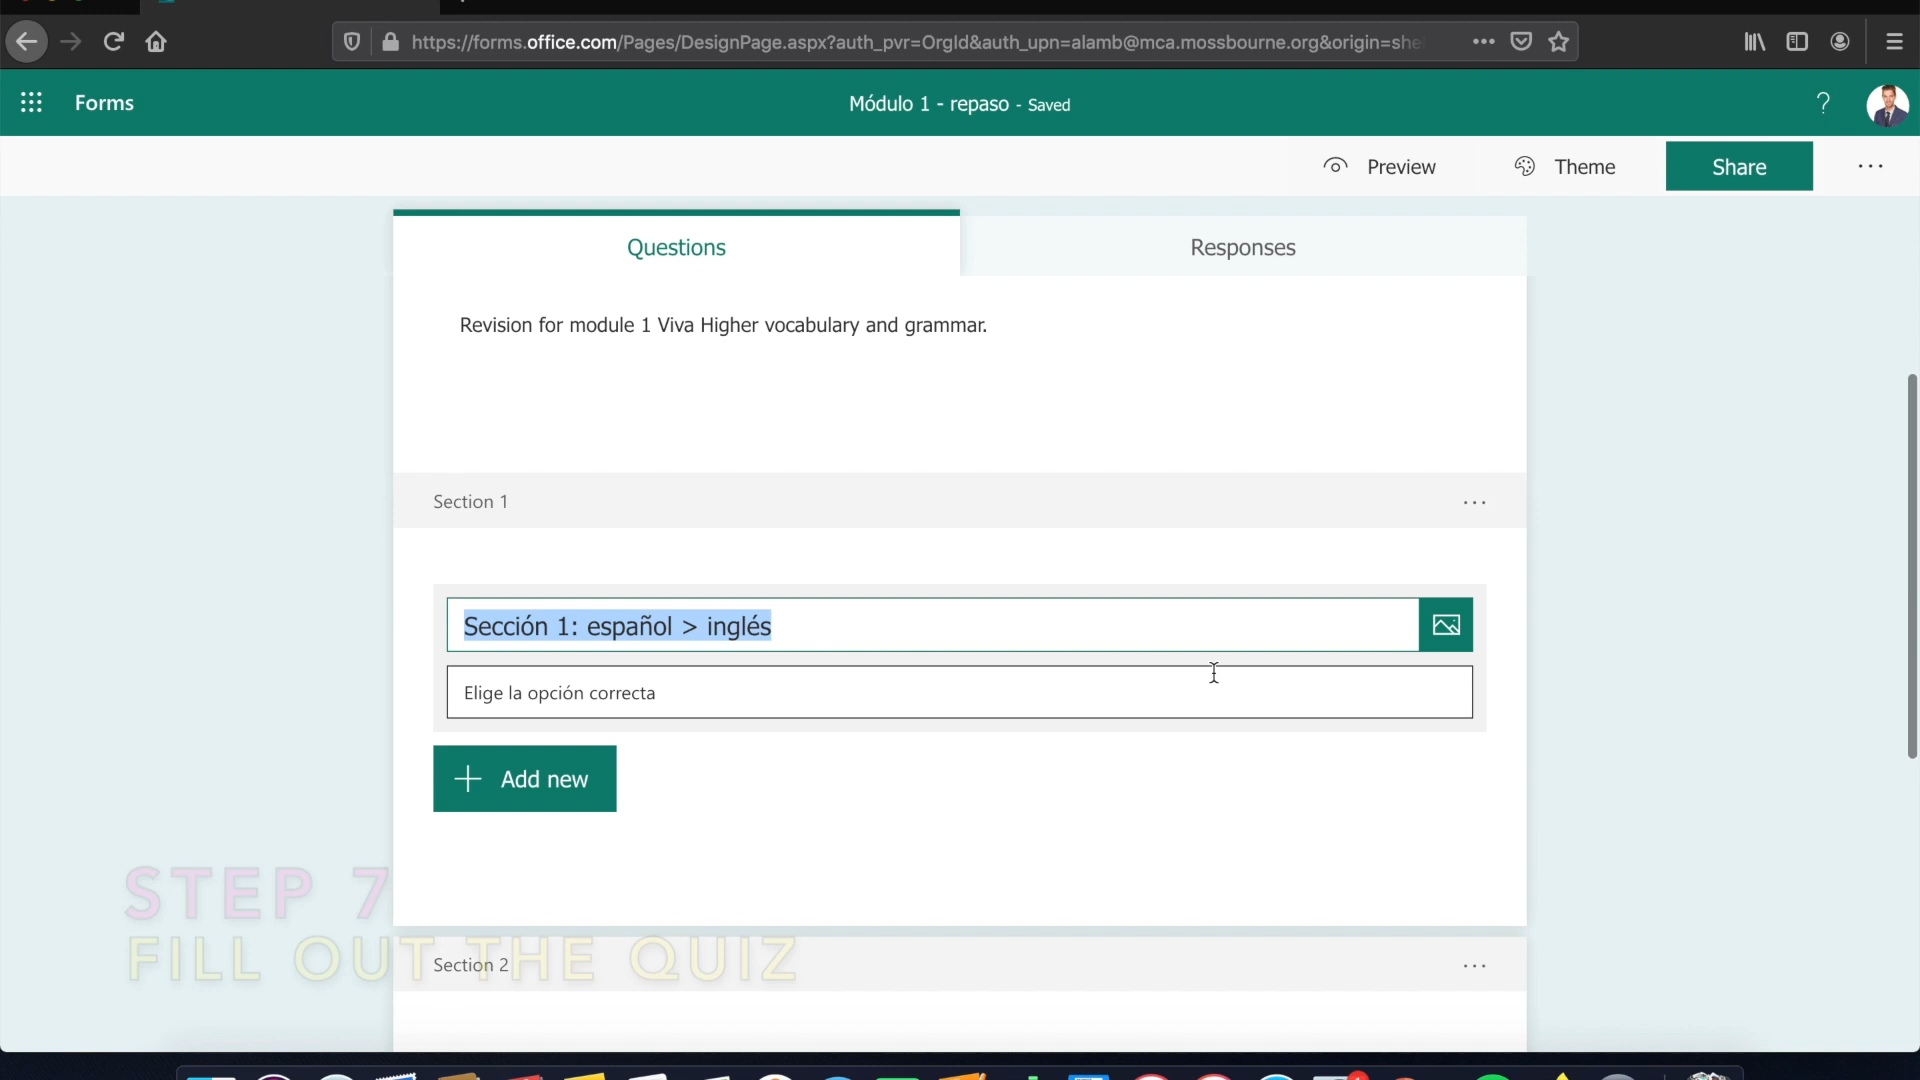 https://forms.office.com/Pages/DesignPage.aspx?auth_pvr=OrgId&auth_upn=alamb@mca.mossbourne.org&origin=she
Forms
Módulo 1 - repaso - Saved
?
Preview
Theme
Share
Questions
Responses
Revision for module 1 Viva Higher vocabulary and grammar.
Section 1
Sección 1: español > inglés
Elige la opción correcta
Add new
STEP 7
FILL OUT THE QUIZ
Section 2